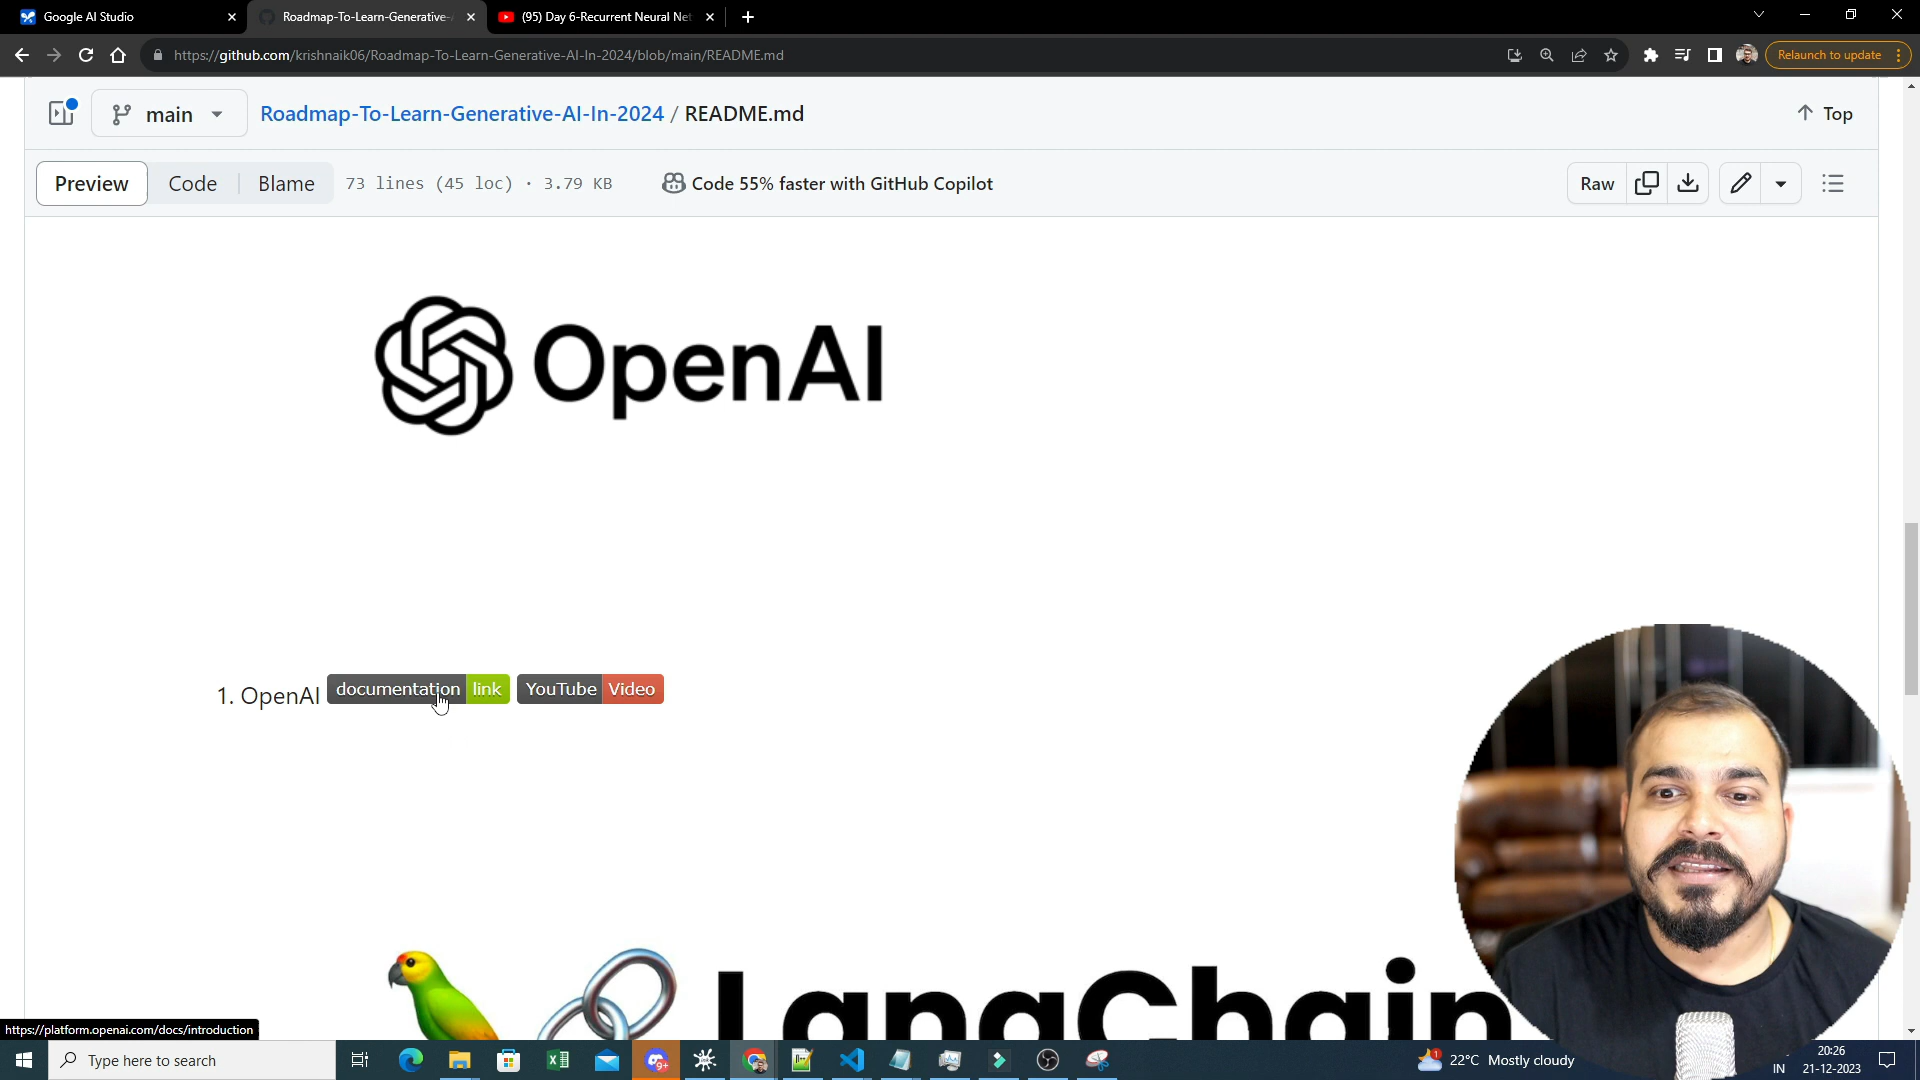 Google AI Studio
Roadmap-To-Learn-Generative-
(95) Day 6-Recurrent Neural Net
https://github.com/krishnaik06/Roadmap-To-Learn-Generative-AI-In-2024/blob/main/README.md
Relaunch to update
main
Roadmap-To-Learn-Generative-AI-In-2024 / README.md
Top
Preview
Code
Blame
73 lines (45 loc) · 3.79 KB
Code 55% faster with GitHub Copilot
Raw
OpenAI
1. OpenAI documentation link YouTube Video
LangChain
https://platform.openai.com/docs/introduction
Type here to search
9+
1
22°C Mostly cloudy
IN
20:26
21-12-2023